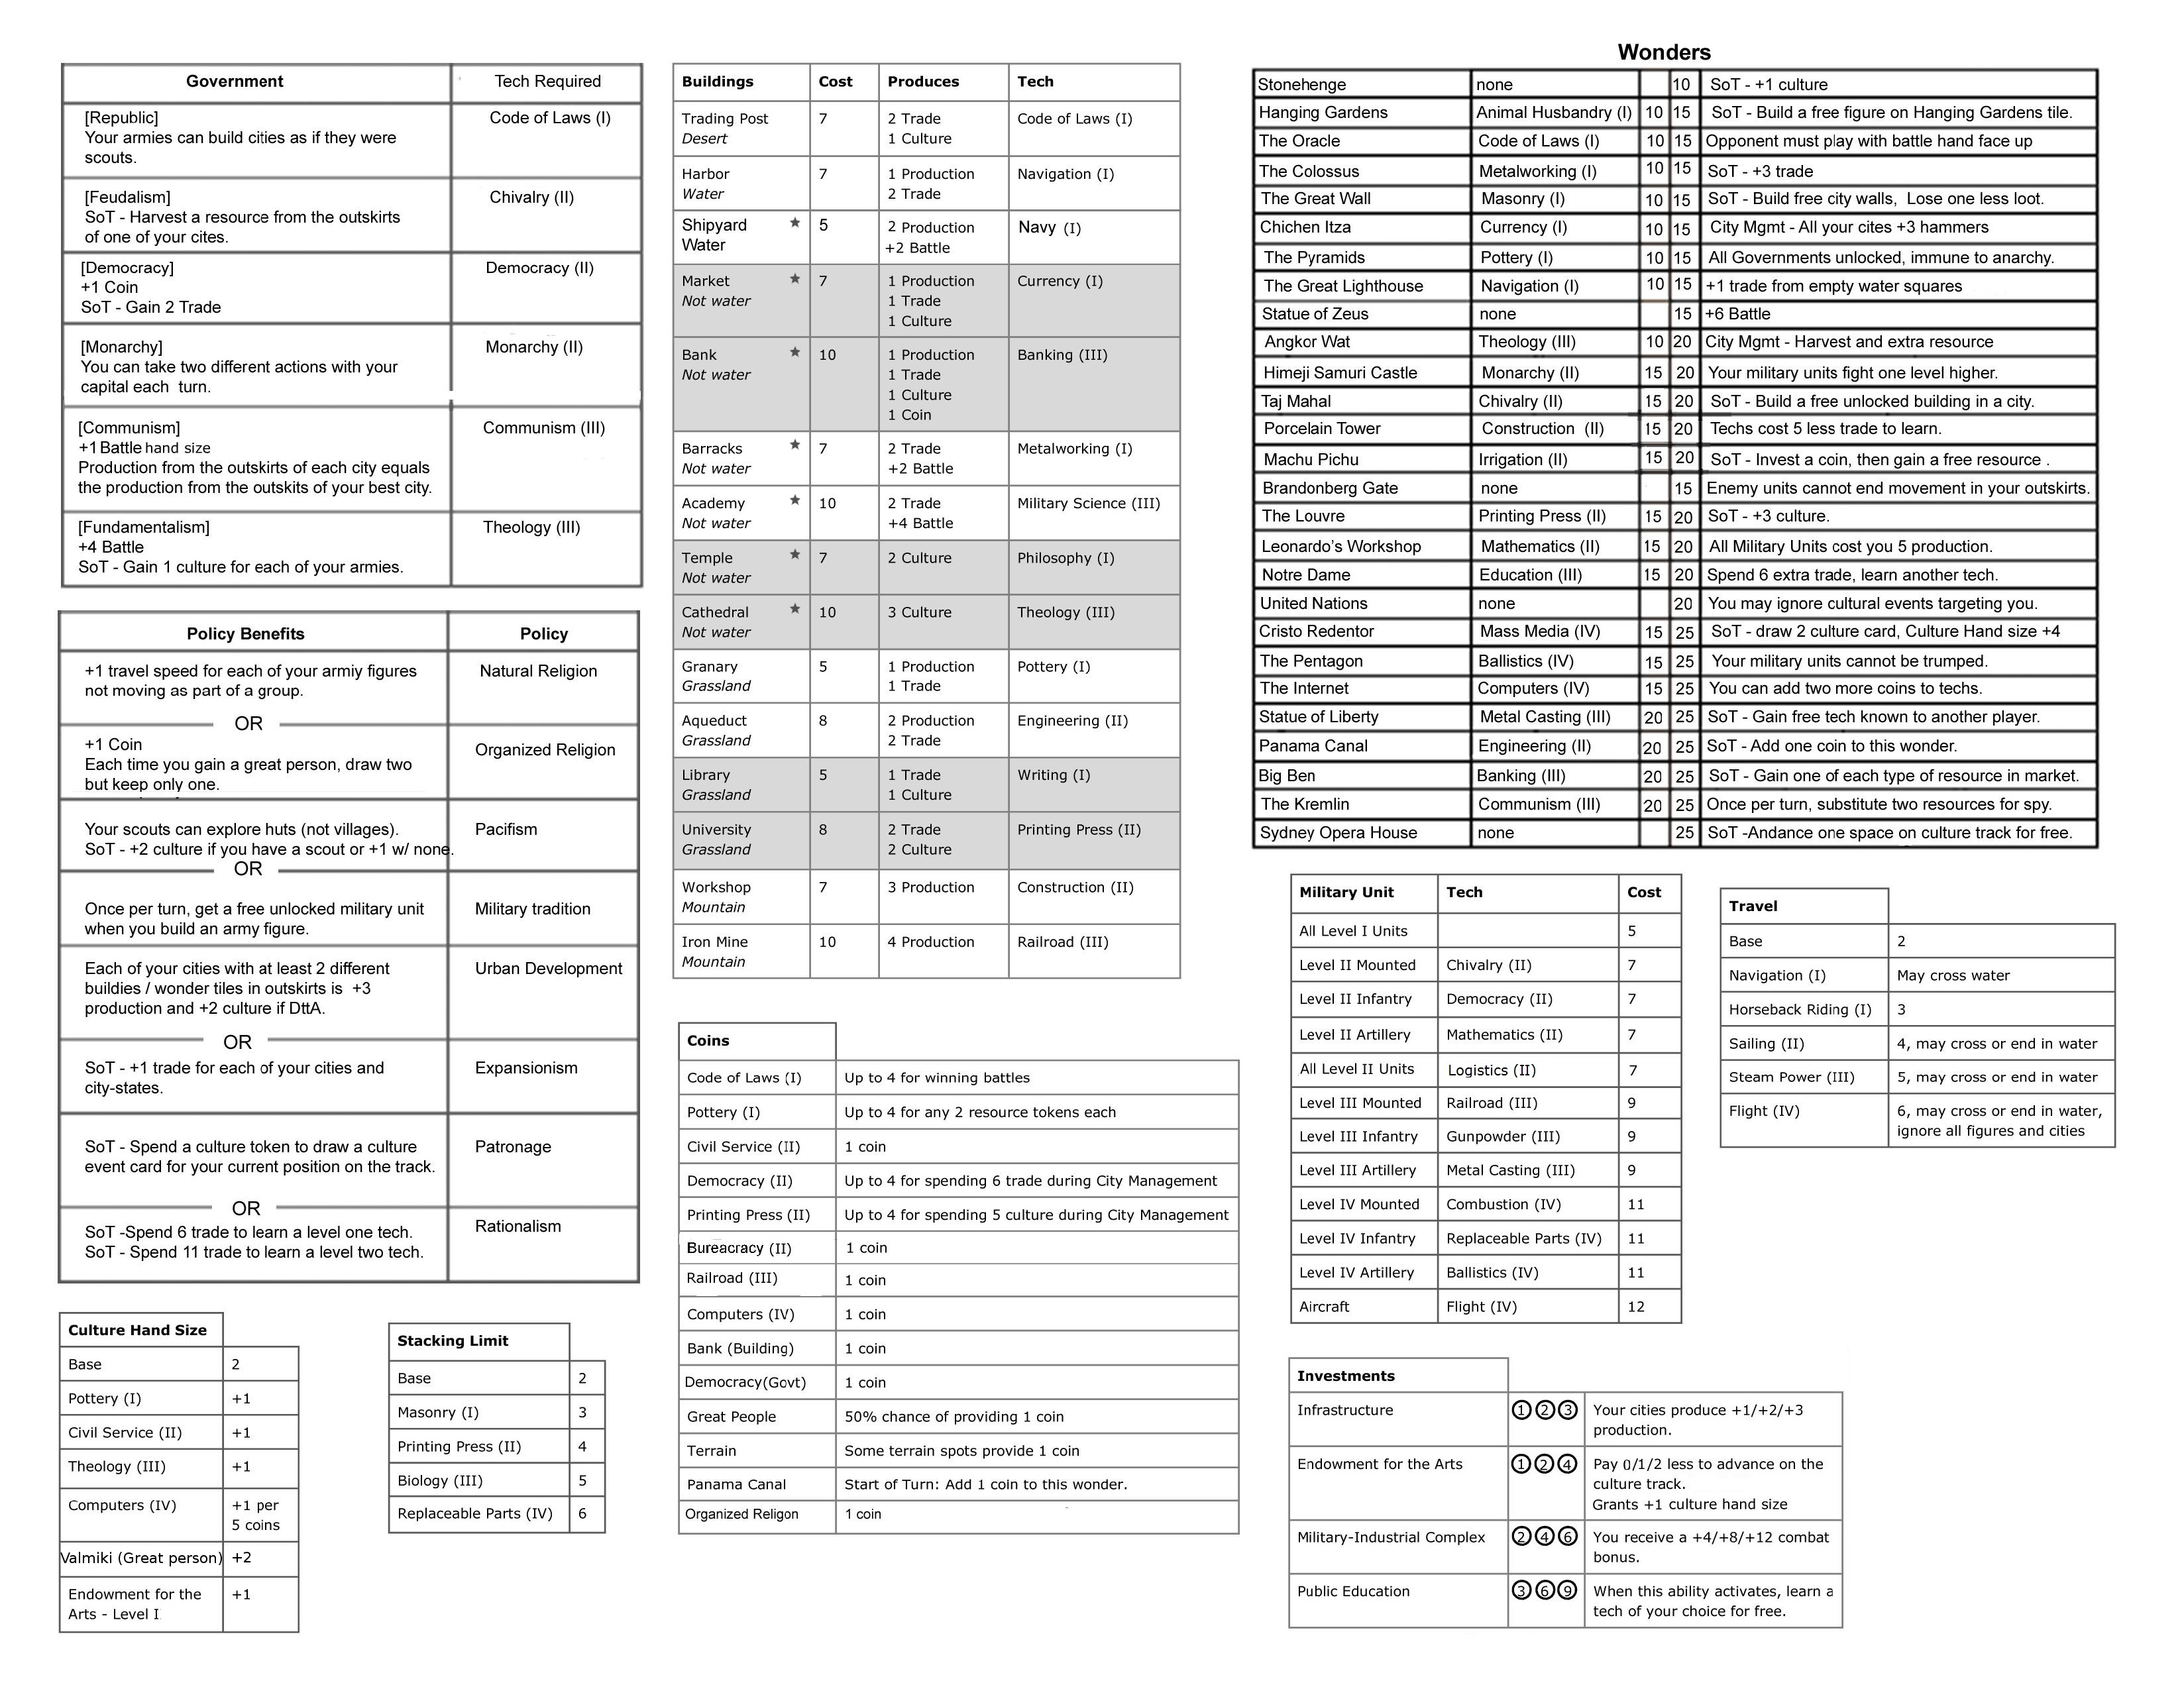 Government Tech Required
[Republic] Code of Laws (I)
Your armies can build cities as if they were
scouts.
[Feudalism] Chivalry (II)
SoT - Harvest a resource from the outskirts
of one of your cites.
[Democracy] Democracy (II)
+1 Coin
SoT - Gain 2 Trade
[Monarchy] Monarchy (II)
You can take two different actions with your
capital each turn.
[Communism] Communism (III)
+1 Battle hand size
Production from the outskirts of each city equals
the production from the outskits of your best city.
[Fundamentalism] Theology (III)
+4 Battle
SoT - Gain 1 culture for each of your armies.
Policy Benefits Policy
+1 travel speed for each of your armiy figures Natural Religion
not moving as part of a group.
OR
+1 Coin Organized Religion
Each time you gain a great person, draw two
but keep only one.
Your scouts can explore huts (not villages). Pacifism
SoT - +2 culture if you have a scout or +1 w/ none.
OR
Once per turn, get a free unlocked military unit Military tradition
when you build an army figure.
Each of your cities with at least 2 different Urban Development
buildies / wonder tiles in outskirts is +3
production and +2 culture if DttA.
OR
SoT - +1 trade for each of your cities and Expansionism
city-states.
SoT - Spend a culture token to draw a culture Patronage
event card for your current position on the track.
OR
SoT -Spend 6 trade to learn a level one tech. Rationalism
SoT - Spend 11 trade to learn a level two tech.
Culture Hand Size
Base 2
Pottery (I) +1
Civil Service (II) +1
Theology (III) +1
Computers (IV) +1 per
5 coins
Valmiki (Great person) +2
Endowment for the +1
Arts - Level I
Stacking Limit
Base 2
Masonry (I) 3
Printing Press (II) 4
Biology (III) 5
Replaceable Parts (IV) 6
Buildings Cost Produces Tech
Trading Post 7 2 Trade Code of Laws (I)
Desert 1 Culture
Harbor 7 1 Production Navigation (I)
Water 2 Trade
Shipyard ★ 5 2 Production Navy (I)
Water +2 Battle
Market ★ 7 1 Production Currency (I)
Not water 1 Trade
1 Culture
Bank ★ 10 1 Production Banking (III)
Not water 1 Trade
1 Culture
1 Coin
Barracks ★ 7 2 Trade Metalworking (I)
Not water +2 Battle
Academy ★ 10 2 Trade Military Science (III)
Not water +4 Battle
Temple ★ 7 2 Culture Philosophy (I)
Not water
Cathedral ★ 10 3 Culture Theology (III)
Not water
Granary 5 1 Production Pottery (I)
Grassland 1 Trade
Aqueduct 8 2 Production Engineering (II)
Grassland 2 Trade
Library 5 1 Trade Writing (I)
Grassland 1 Culture
University 8 2 Trade Printing Press (II)
Grassland 2 Culture
Workshop 7 3 Production Construction (II)
Mountain
Iron Mine 10 4 Production Railroad (III)
Mountain
Coins
Code of Laws (I) Up to 4 for winning battles
Pottery (I) Up to 4 for any 2 resource tokens each
Civil Service (II) 1 coin
Democracy (II) Up to 4 for spending 6 trade during City Management
Printing Press (II) Up to 4 for spending 5 culture during City Management
Bureacracy (II) 1 coin
Railroad (III) 1 coin
Computers (IV) 1 coin
Bank (Building) 1 coin
Democracy(Govt) 1 coin
Great People 50% chance of providing 1 coin
Terrain Some terrain spots provide 1 coin
Panama Canal Start of Turn: Add 1 coin to this wonder.
Organized Religon 1 coin
Wonders
Stonehenge none 10 SoT - +1 culture
Hanging Gardens Animal Husbandry (I) 10 15 SoT - Build a free figure on Hanging Gardens tile.
The Oracle Code of Laws (I) 10 15 Opponent must play with battle hand face up
The Colossus Metalworking (I) 10 15 SoT - +3 trade
The Great Wall Masonry (I) 10 15 SoT - Build free city walls, Lose one less loot.
Chichen Itza Currency (I) 10 15 City Mgmt - All your cites +3 hammers
The Pyramids Pottery (I) 10 15 All Governments unlocked, immune to anarchy.
The Great Lighthouse Navigation (I) 10 15 +1 trade from empty water squares
Statue of Zeus none 15 +6 Battle
Angkor Wat Theology (III) 10 20 City Mgmt - Harvest and extra resource
Himeji Samuri Castle Monarchy (II) 15 20 Your military units fight one level higher.
Taj Mahal Chivalry (II) 15 20 SoT - Build a free unlocked building in a city.
Porcelain Tower Construction (II) 15 20 Techs cost 5 less trade to learn.
Machu Pichu Irrigation (II) 15 20 SoT - Invest a coin, then gain a free resource .
Brandonberg Gate none 15 Enemy units cannot end movement in your outskirts.
The Louvre Printing Press (II) 15 20 SoT - +3 culture.
Leonardo's Workshop Mathematics (II) 15 20 All Military Units cost you 5 production.
Notre Dame Education (III) 15 20 Spend 6 extra trade, learn another tech.
United Nations none 20 You may ignore cultural events targeting you.
Cristo Redentor Mass Media (IV) 15 25 SoT - draw 2 culture card, Culture Hand size +4
The Pentagon Ballistics (IV) 15 25 Your military units cannot be trumped.
The Internet Computers (IV) 15 25 You can add two more coins to techs.
Statue of Liberty Metal Casting (III) 20 25 SoT - Gain free tech known to another player.
Panama Canal Engineering (II) 20 25 SoT - Add one coin to this wonder.
Big Ben Banking (III) 20 25 SoT - Gain one of each type of resource in market.
The Kremlin Communism (III) 20 25 Once per turn, substitute two resources for spy.
Sydney Opera House none 25 SoT -Andance one space on culture track for free.
Military Unit Tech Cost
All Level I Units 5
Level II Mounted Chivalry (II) 7
Level II Infantry Democracy (II) 7
Level II Artillery Mathematics (II) 7
All Level II Units Logistics (II) 7
Level III Mounted Railroad (III) 9
Level III Infantry Gunpowder (III) 9
Level III Artillery Metal Casting (III) 9
Level IV Mounted Combustion (IV) 11
Level IV Infantry Replaceable Parts (IV) 11
Level IV Artillery Ballistics (IV) 11
Aircraft Flight (IV) 12
Travel
Base 2
Navigation (I) May cross water
Horseback Riding (I) 3
Sailing (II) 4, may cross or end in water
Steam Power (III) 5, may cross or end in water
Flight (IV) 6, may cross or end in water,
ignore all figures and cities
Investments
Infrastructure ① ② ③ Your cities produce +1/+2/+3
production.
Endowment for the Arts ① ② ④ Pay 0/1/2 less to advance on the
culture track.
Grants +1 culture hand size
Military-Industrial Complex ② ④ ⑥ You receive a +4/+8/+12 combat
bonus.
Public Education ③ ⑥ ⑨ When this ability activates, learn a
tech of your choice for free.